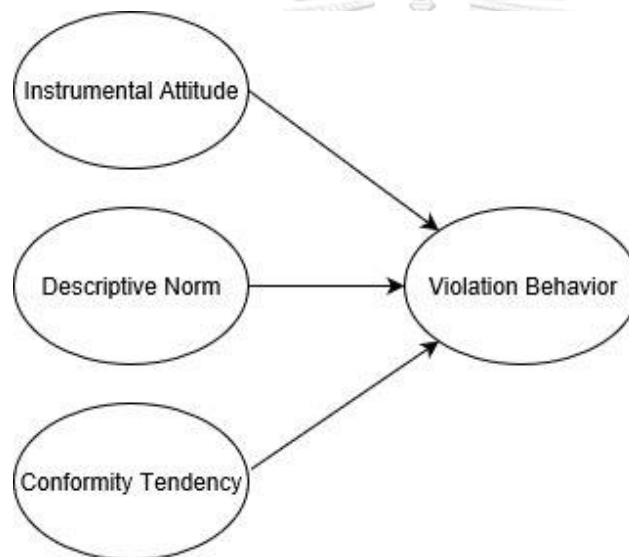 Instrumental Attitude
Descriptive Norm
Violation Behavior
Conformity Tendency